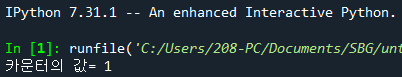 IPython 7.31.1 -- An enhanced Interactive Python.
In [1]: runfile('C:/Users/208-PC/Documents/SBG/unt
카운터의 값= 1